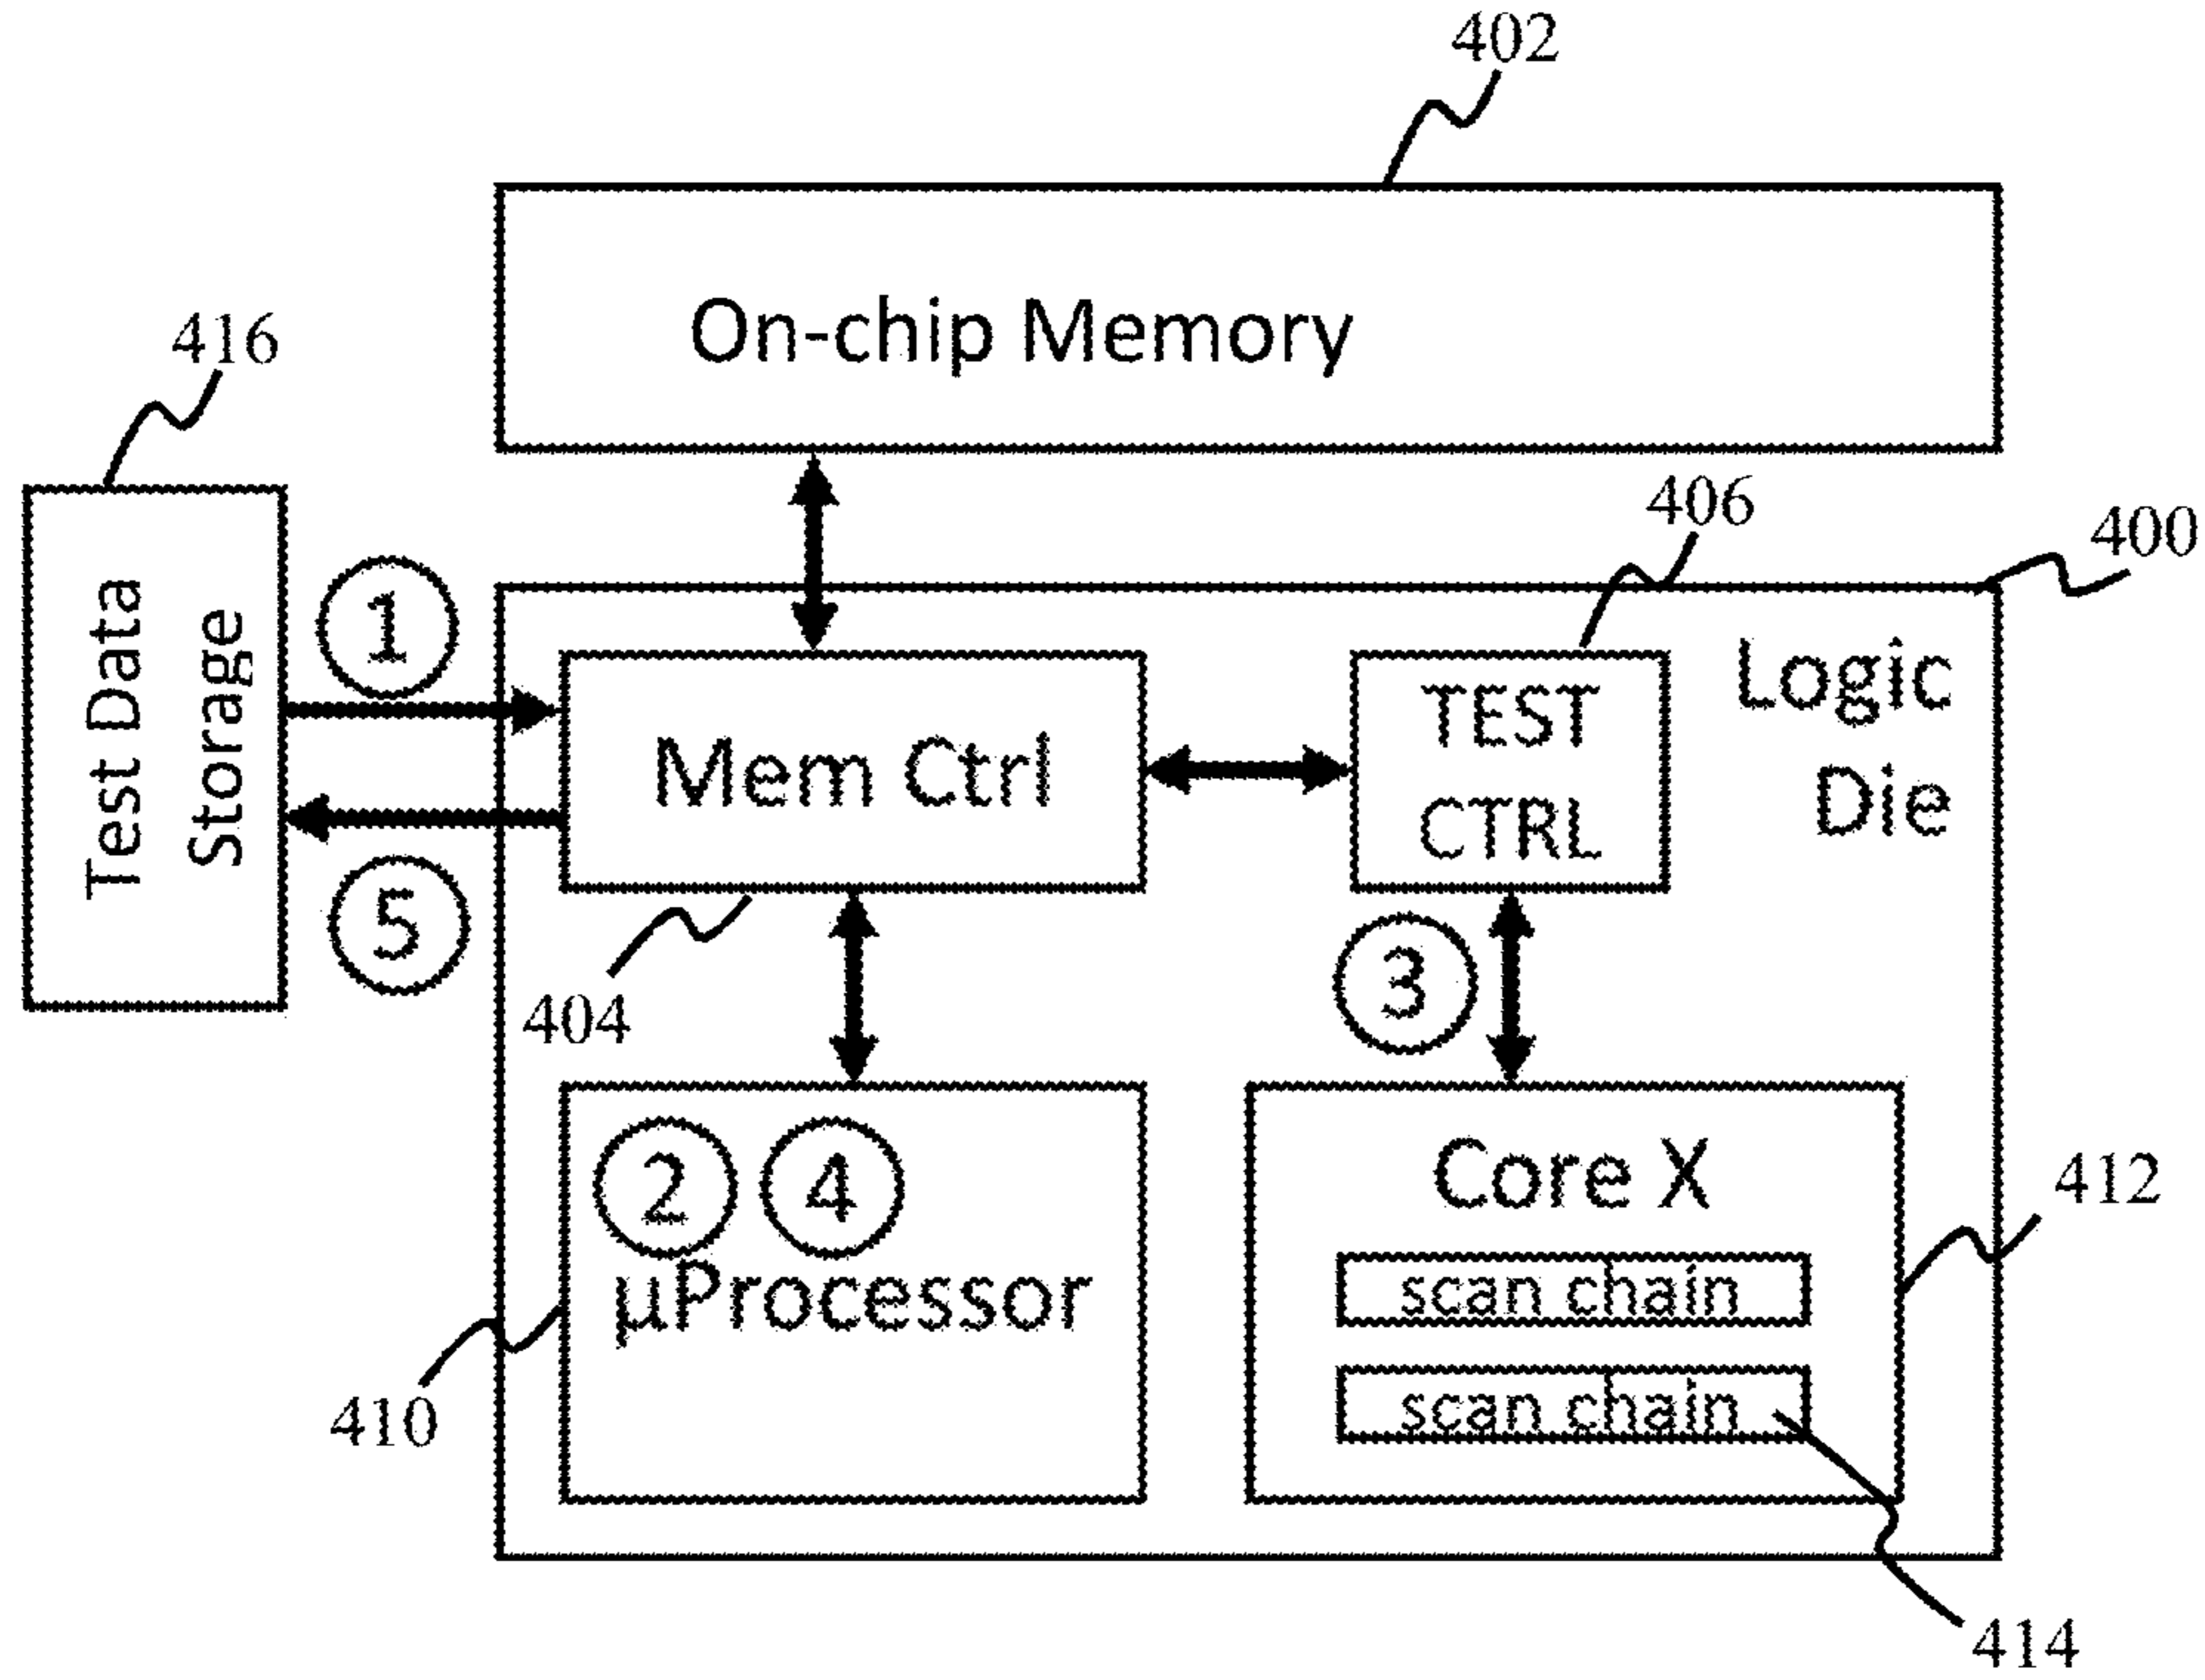 402
On-chip Memory
416
406
400
Test Data
Storage
1
5
Mem Ctrl
TEST
CTRL
Logic
Die
404
3
2
4
µProcessor
410
Core X
scan chain
scan chain
412
414